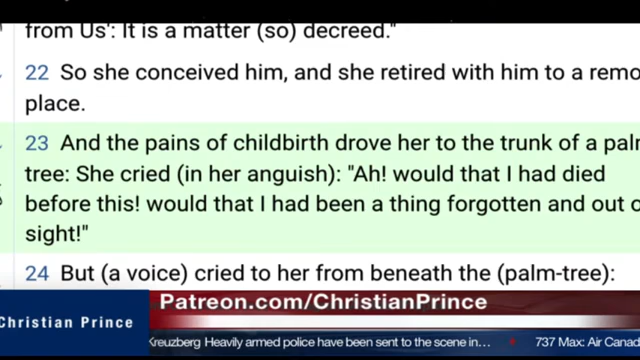 from Us': It is a matter (so) decreed."
22 So she conceived him, and she retired with him to a remo
place.
23 And the pains of childbirth drove her to the trunk of a palm
tree: She cried (in her anguish): "Ah! would that I had died
before this! would that I had been a thing forgotten and out o
sight!"
24 But (a voice) cried to her from beneath the (palm-tree):
Patreon.com/ChristianPrince
Christian Prince
Kreuzberg Heavily armed police have been sent to the scene in… 737 Max: Air Canad